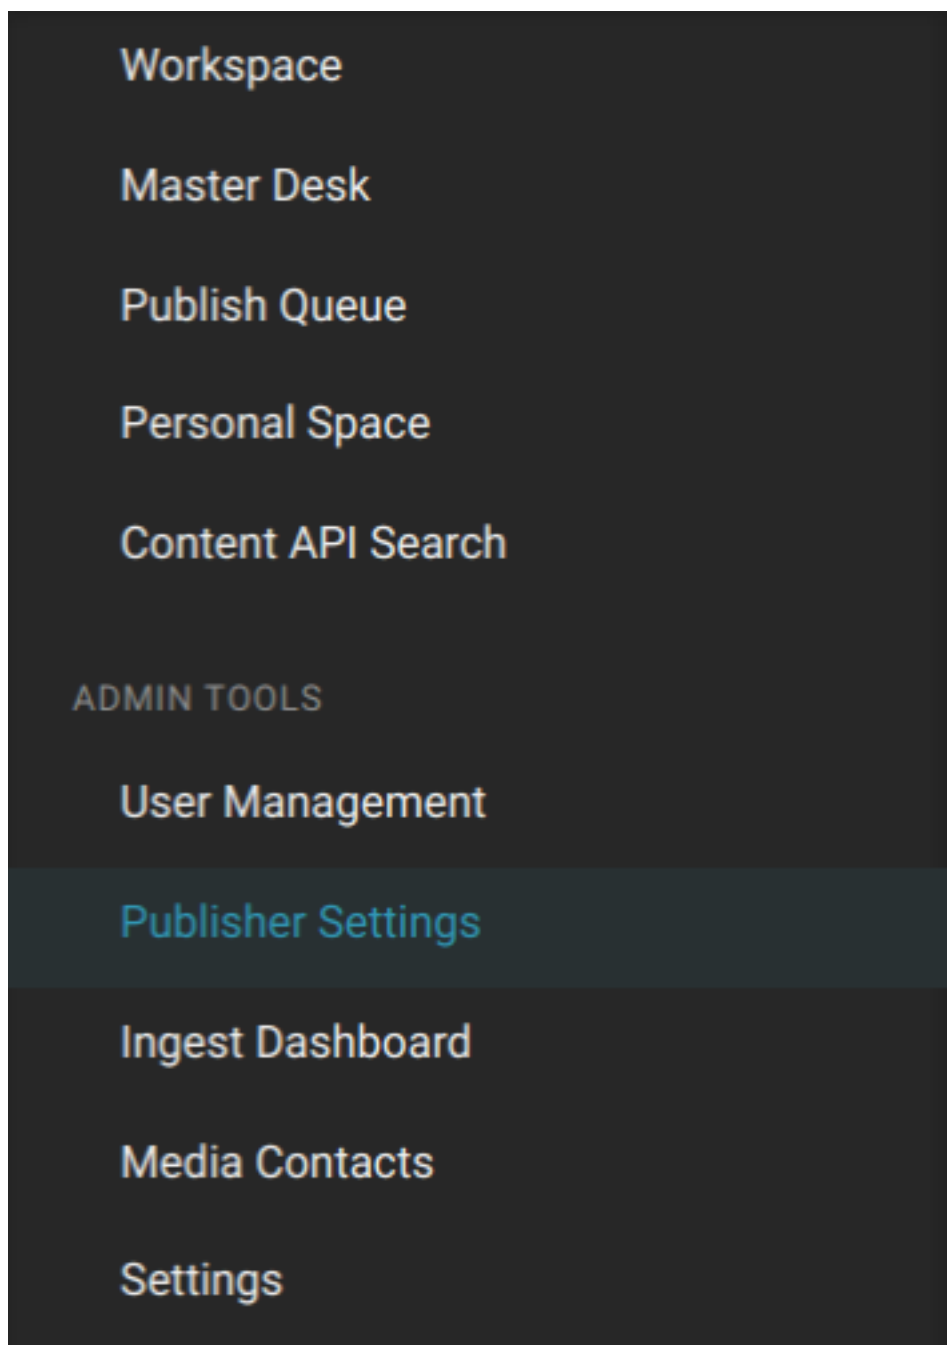 Workspace
Master Desk
Publish Queue
Personal Space
Content API Search
ADMIN TOOLS
User Management
Publisher Settings
Ingest Dashboard
Media Contacts
Settings